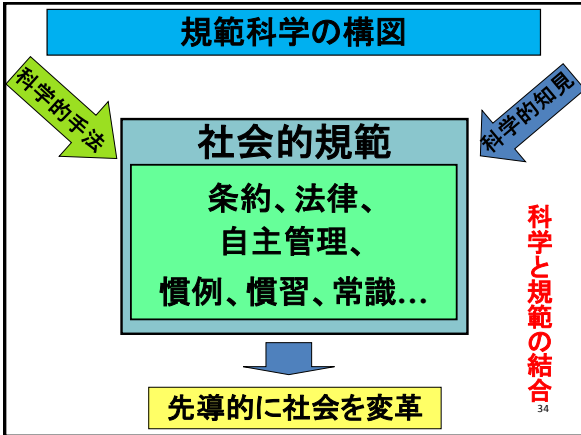 規範科学の構図
科学的手法
科学的知見
社会的規範
条約、法律、
自主管理、
慣例、慣習、常識…
科学と規範の結合
先導的に社会を変革
34